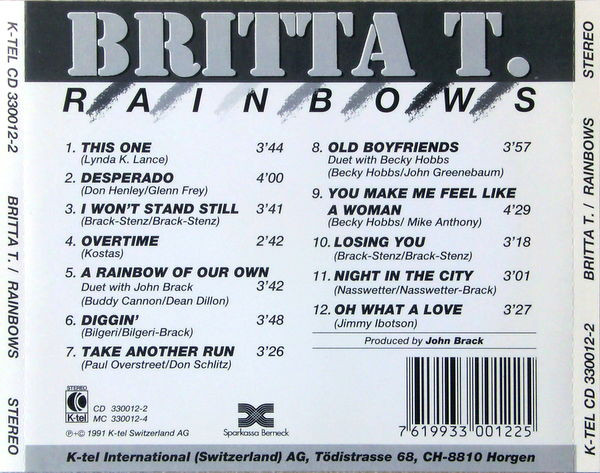 BRITTA T.
RAINBOWS
1. THIS ONE 3'44
(Lynda K. Lance)
2. DESPERADO 4'00
(Don Henley/Glenn Frey)
3. I WON'T STAND STILL 3'41
(Brack-Stenz/Brack-Stenz)
4. OVERTIME 2'42
(Kostas)
5. A RAINBOW OF OUR OWN
Duet with John Brack 3'42
(Buddy Cannon/Dean Dillon)
6. DIGGIN' 3'48
(Bilgeri/Bilgeri-Brack)
7. TAKE ANOTHER RUN 3'26
(Paul Overstreet/Don Schlitz)
8. OLD BOYFRIENDS 3'57
Duet with Becky Hobbs
(Becky Hobbs/John Greenebaum)
9. YOU MAKE ME FEEL LIKE
A WOMAN 4'29
(Becky Hobbs/ Mike Anthony)
10. LOSING YOU 3'18
(Brack-Stenz/Brack-Stenz)
11. NIGHT IN THE CITY 3'01
(Nasswetter/Nasswetter-Brack)
12. OH WHAT A LOVE 3'27
(Jimmy Ibotson)
Produced by John Brack
STEREO
K-tel
CD 330012-2
MC 330012-4
℗+© 1991 K-tel Switzerland AG
Sparkassa Berneck
7 619933 001225
K-tel International (Switzerland) AG, Tödistrasse 68, CH-8810 Horgen
K-TEL CD 330012-2 BRITTA T. / RAINBOWS STEREO
K-TEL CD 330012-2 BRITTA T. / RAINBOWS STEREO